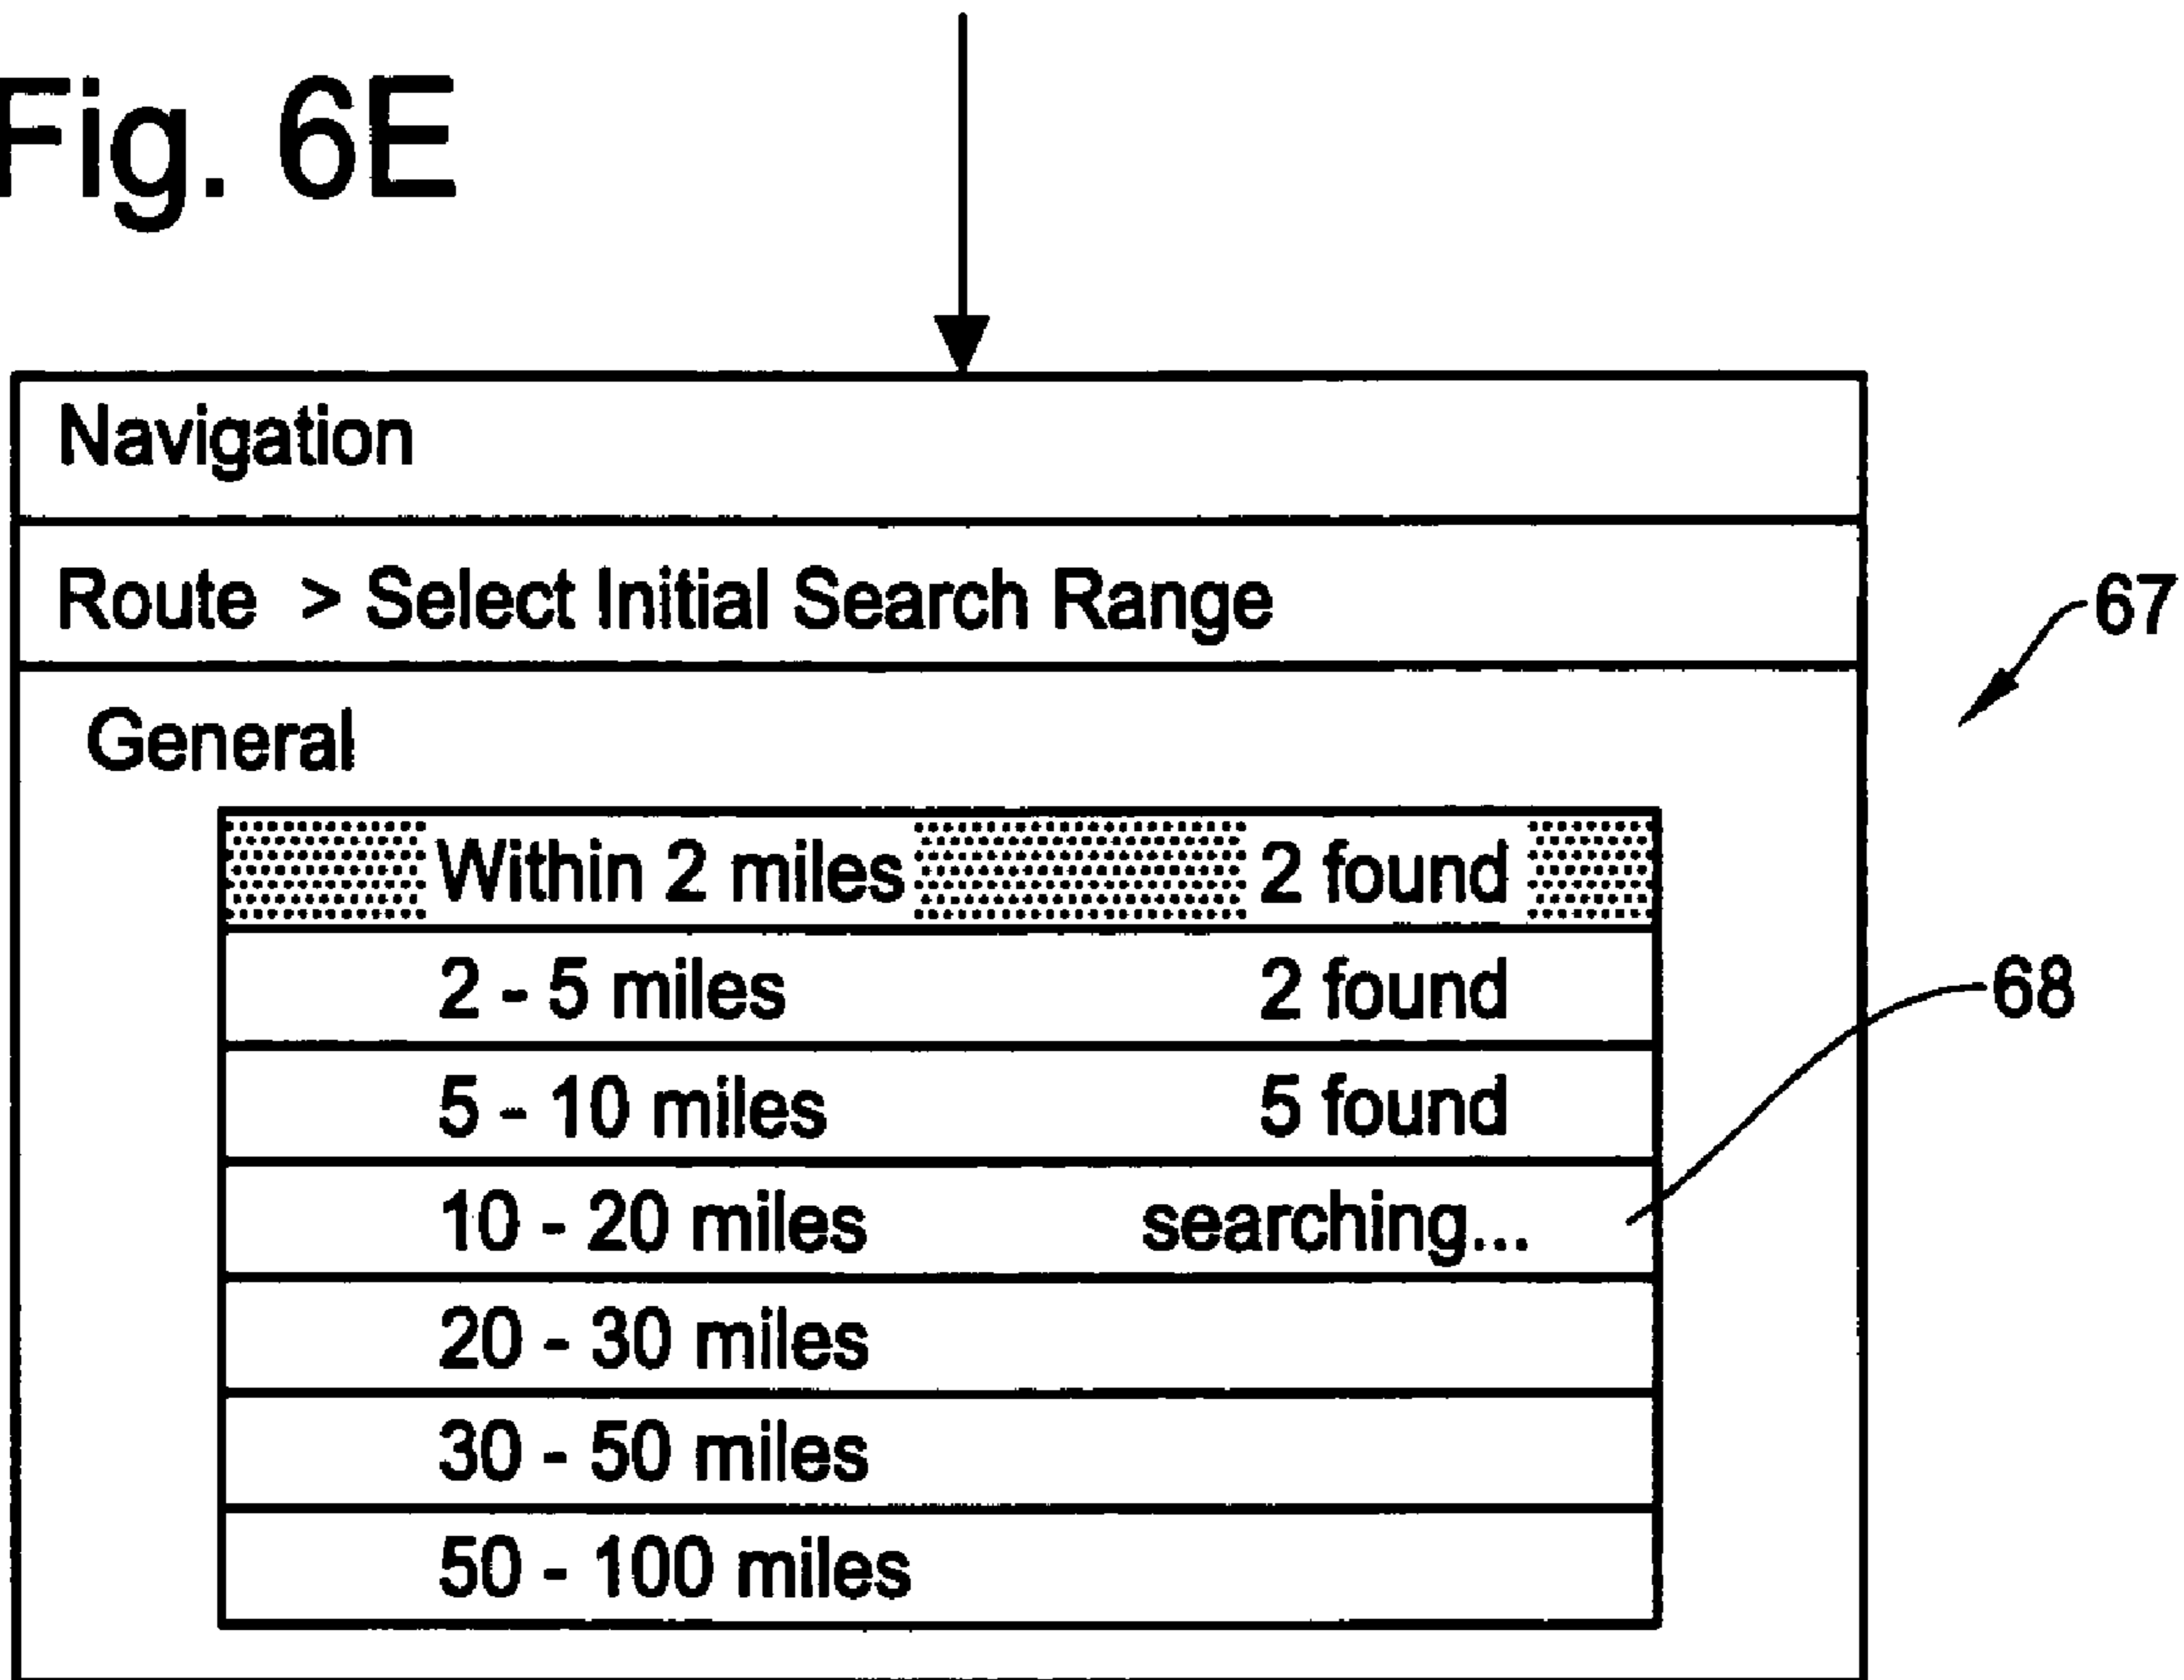 Fig. 6E
Navigation
Route > Select Initial Search Range
67
General
Within 2 miles 2 found
2 - 5 miles 2 found
68
5 - 10 miles 5 found
10 - 20 miles searching...
20 - 30 miles
30 - 50 miles
50 - 100 miles